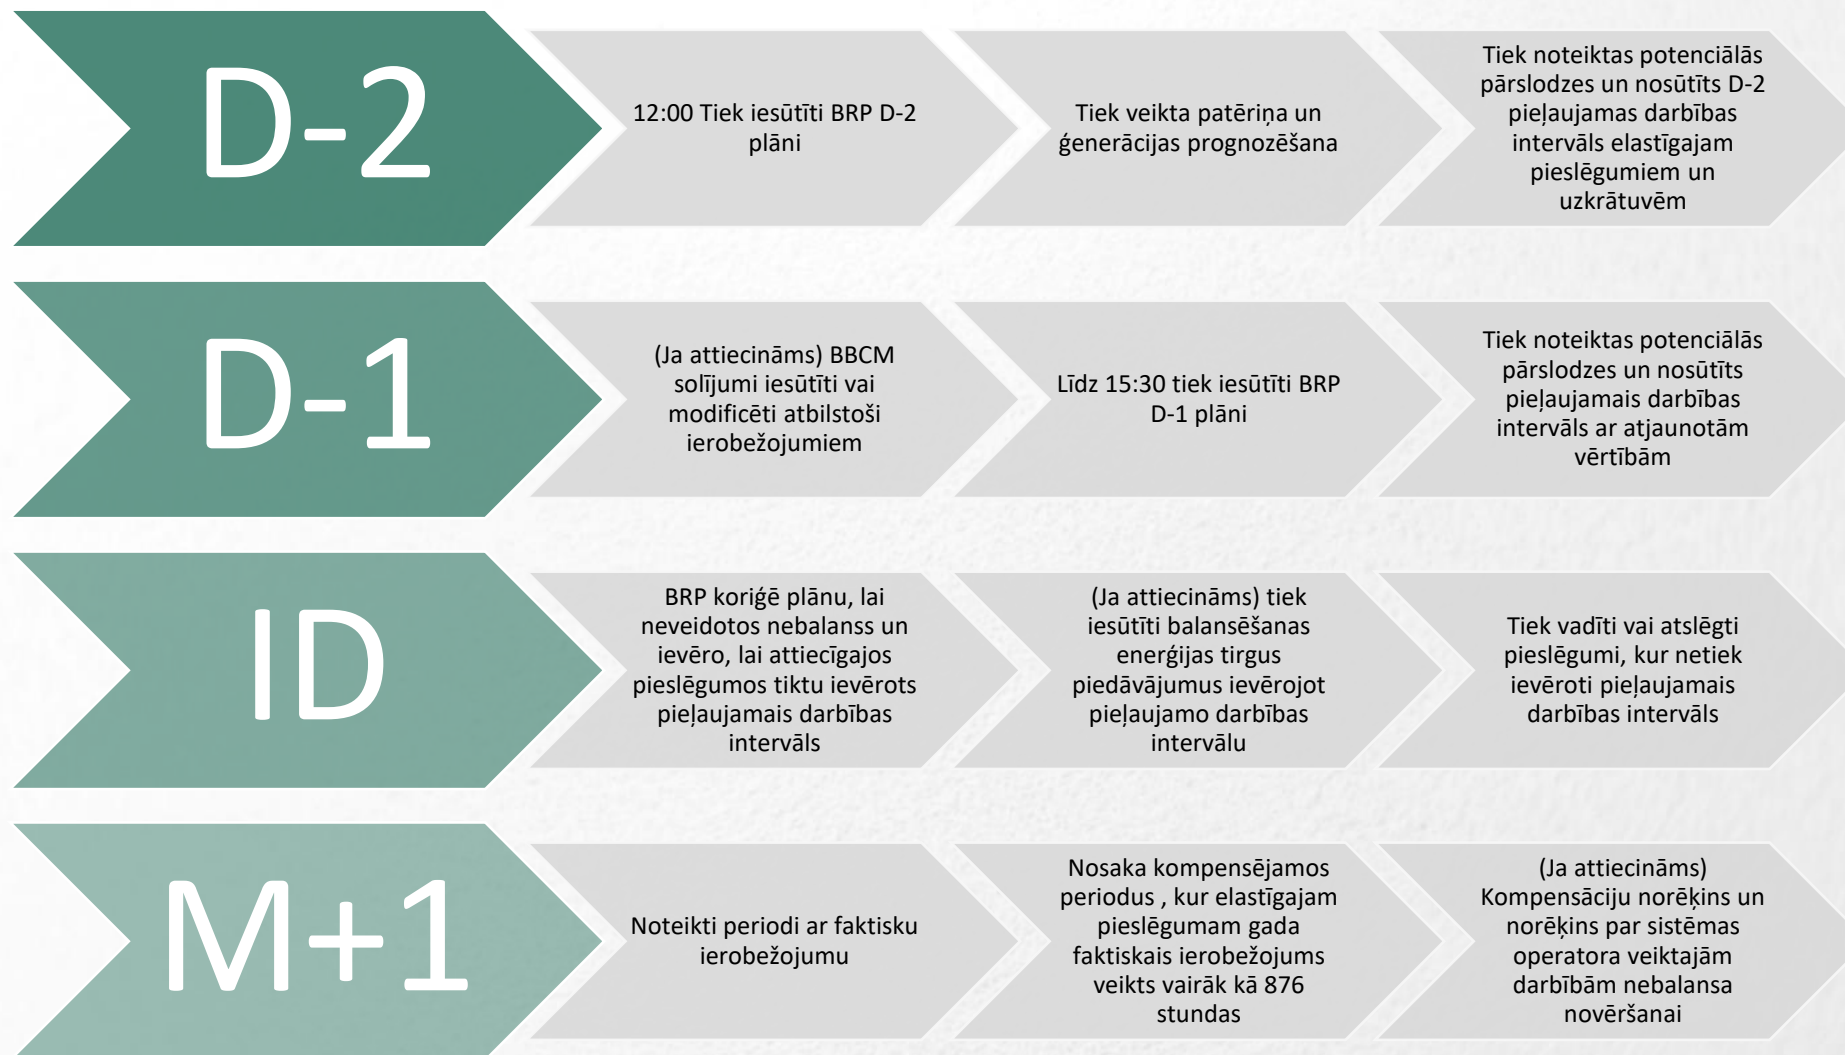 D-2
12:00 Tiek iesūtīti BRP D-2
plāni
Tiek veikta patēriņa un
ģenerācijas prognozēšana
Tiek noteiktas potenciālās
pārslodzes un nosūtīts D-2
pieļaujamas darbības
intervāls elastīgajam
pieslēgumiem un
uzkrātuvēm
D-1
(Ja attiecināms) BBCM
solījumi iesūtīti vai
modificēti atbilstoši
ierobežojumiem
Līdz 15:30 tiek iesūtīti BRP
D-1 plāni
Tiek noteiktas potenciālās
pārslodzes un nosūtīts
pieļaujamais darbības
intervāls ar atjaunotām
vērtībām
ID
BRP koriģē plānu, lai
neveidotos nebalanss un
ievēro, lai attiecīgajos
pieslēgumos tiktu ievērots
pieļaujamais darbības
intervāls
(Ja attiecināms) tiek
iesūtīti balansēšanas
enerģijas tirgus
piedāvājumus ievērojot
pieļaujamo darbības
intervālu
Tiek vadīti vai atslēgti
pieslēgumi, kur netiek
ievēroti pieļaujamais
darbības intervāls
M+1
Noteikti periodi ar faktisku
ierobežojumu
Nosaka kompensējamos
periodus , kur elastīgajam
pieslēgumam gada
faktiskais ierobežojums
veikts vairāk kā 876
stundas
(Ja attiecināms)
Kompensāciju norēķins un
norēķins par sistēmas
operatora veiktajām
darbībām nebalansa
novēršanai